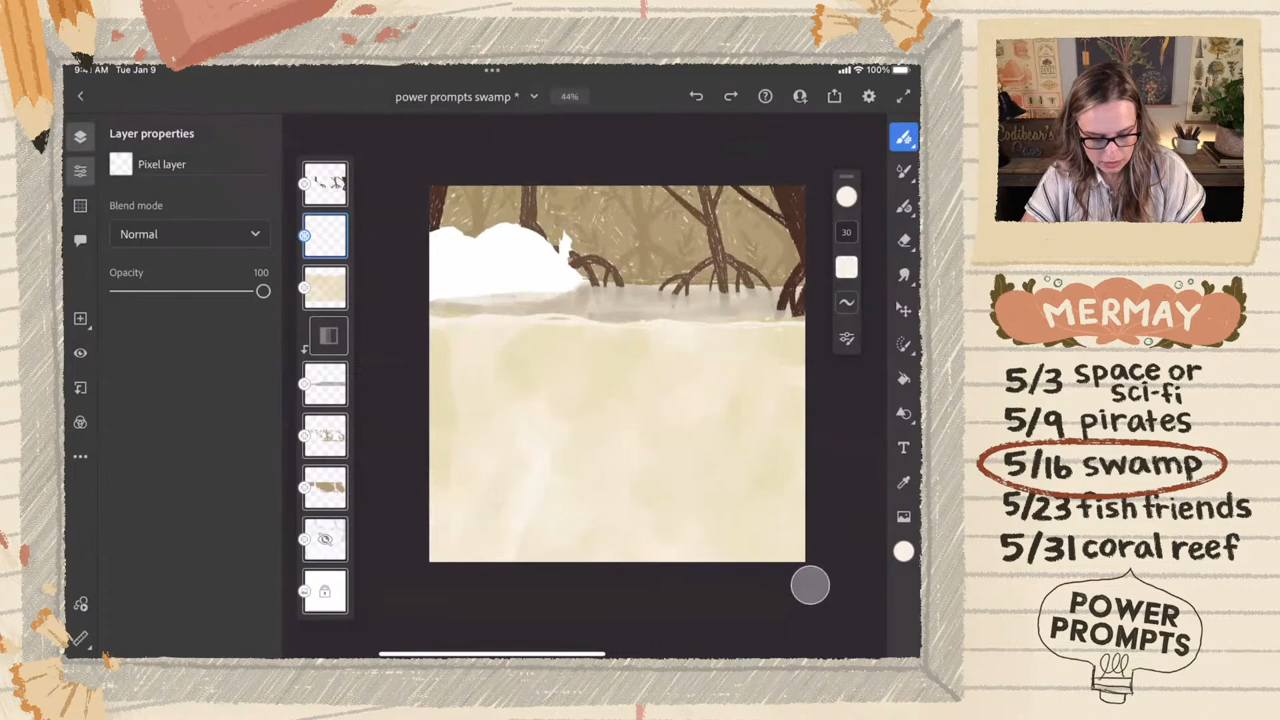 9:41 AM Tue Jan 9
100%
power prompts swamp *
44%
Layer properties
Pixel layer
Blend mode
Normal
Opacity
100
30
T
MERMAY
5/3 space or
sci-fi
5/9 pirates
5/16 swamp
5/23 fish friends
5/31 coral reef
POWER
PROMPTS